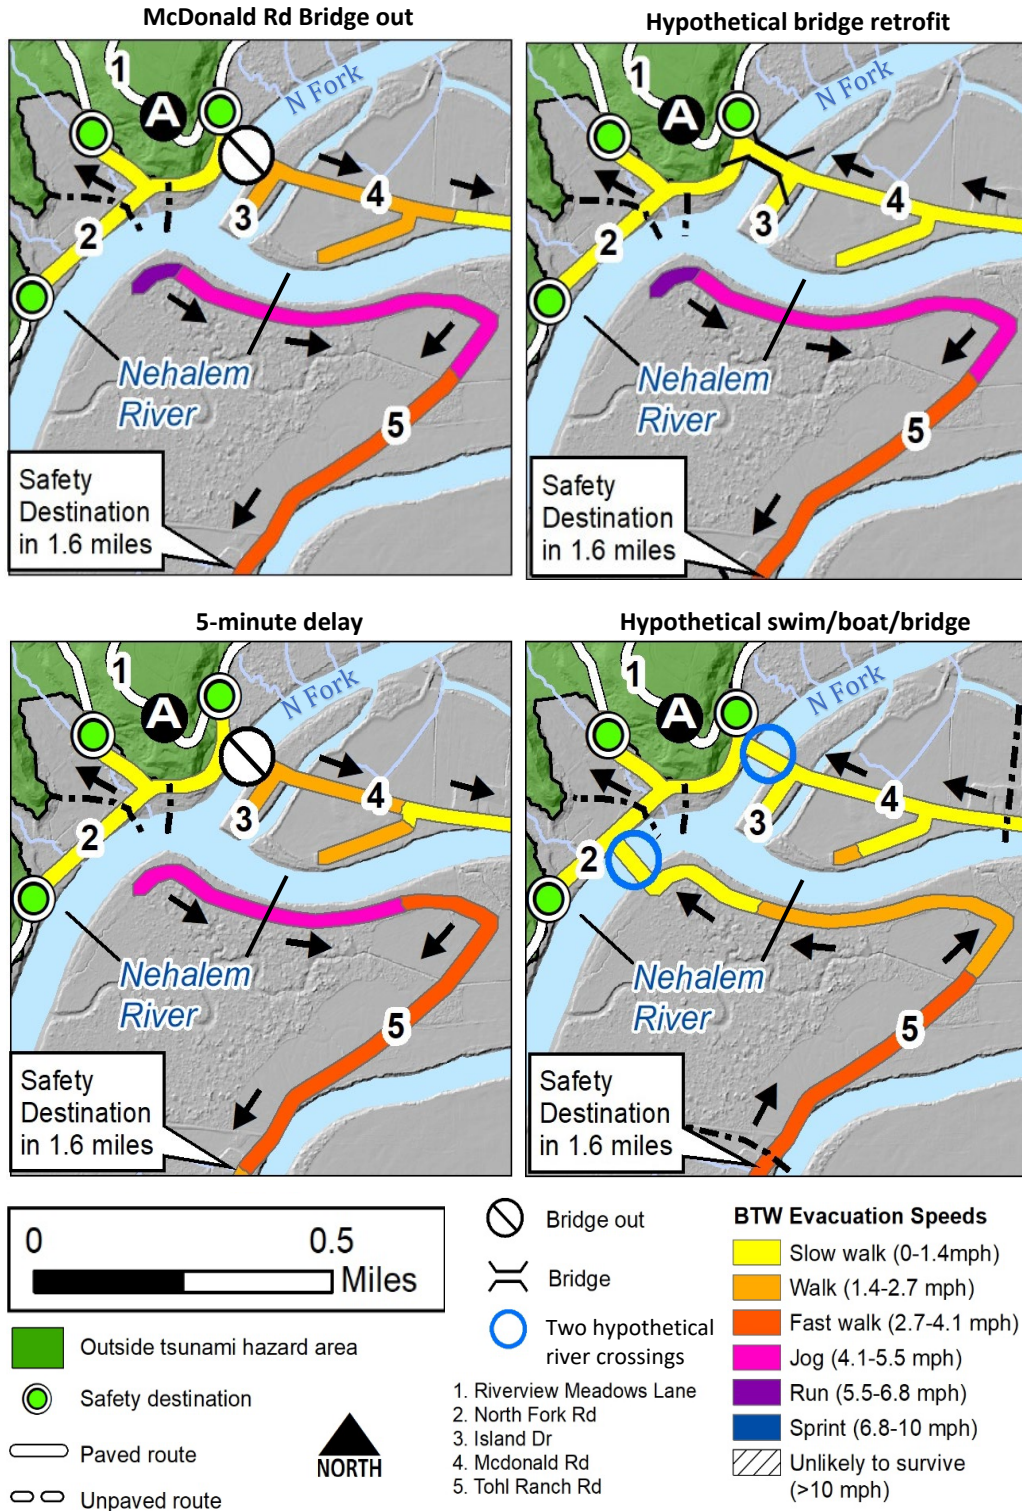 McDonald Rd Bridge out
1
A
N Fork
4
3
2
Nehalem
River
5
Safety
Destination
in 1.6 miles
Hypothetical bridge retrofit
1
A
N Fork
4
3
2
Nehalem
River
5
Safety
Destination
in 1.6 miles
5-minute delay
1
A
N Fork
4
3
2
Nehalem
River
5
Safety
Destination
in 1.6 miles
Hypothetical swim/boat/bridge
1
A
N Fork
4
3
2
Nehalem
River
5
Safety
Destination
in 1.6 miles
0 0.5
Miles
Outside tsunami hazard area
Safety destination
Paved route
Unpaved route
NORTH
Bridge out
Bridge
Two hypothetical
river crossings
1. Riverview Meadows Lane
2. North Fork Rd
3. Island Dr
4. Mcdonald Rd
5. Tohl Ranch Rd
BTW Evacuation Speeds
Slow walk (0-1.4mph)
Walk (1.4-2.7 mph)
Fast walk (2.7-4.1 mph)
Jog (4.1-5.5 mph)
Run (5.5-6.8 mph)
Sprint (6.8-10 mph)
Unlikely to survive
(>10 mph)